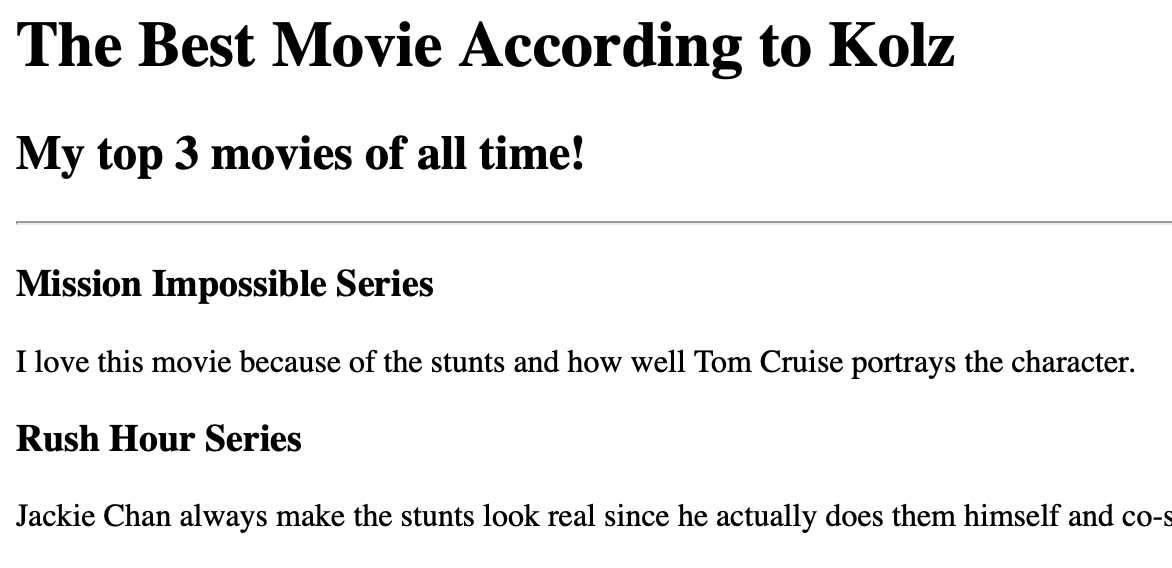 The Best Movie According to Kolz
My top 3 movies of all time!
Mission Impossible Series
I love this movie because of the stunts and how well Tom Cruise portrays the character.
Rush Hour Series
Jackie Chan always make the stunts look real since he actually does them himself and